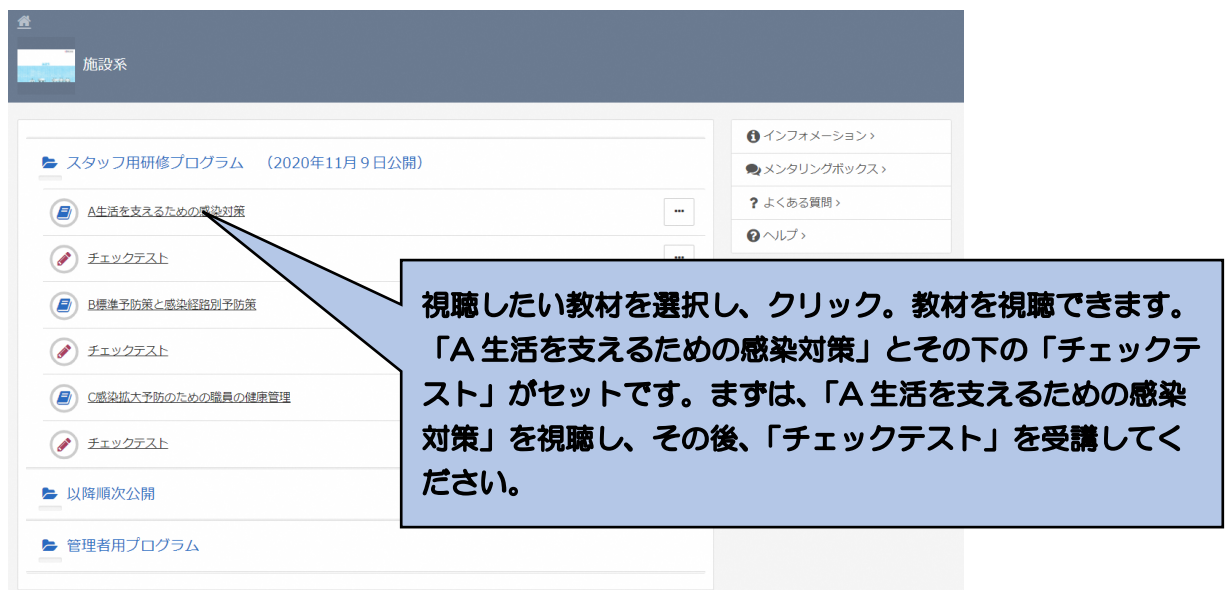 施設系
スタッフ用研修プログラム （2020年11月9日公開）
A生活を支えるための感染対策
チェックテスト
B標準予防策と感染経路別予防策
チェックテスト
C感染拡大予防のための職員の健康管理
チェックテスト
以降順次公開
管理者用プログラム
インフォメーション›
メンタリングボックス›
よくある質問›
ヘルプ›
視聴したい教材を選択し、クリック。教材を視聴できます。
「A 生活を支えるための感染対策」とその下の「チェックテ
スト」がセットです。まずは、「A 生活を支えるための感染
対策」を視聴し、その後、「チェックテスト」を受講してく
ださい。